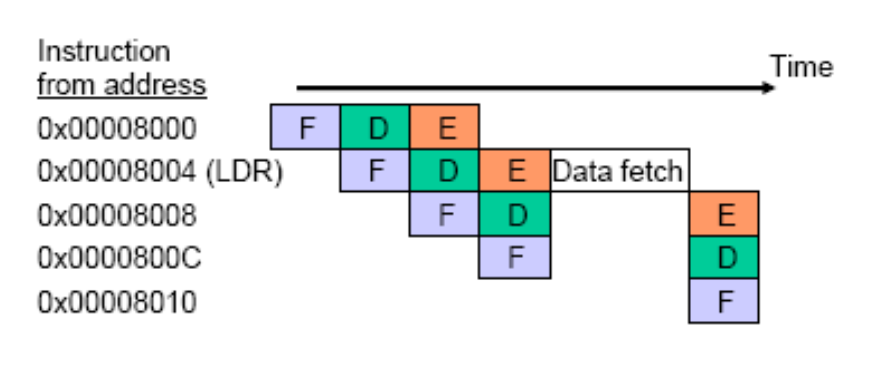 Instruction
from address
Time
0x00008000 F D E
0x00008004 (LDR) F D E Data fetch
0x00008008 F D E
0x0000800C F D
0x00008010 F